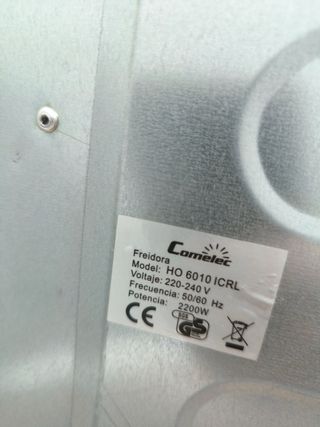 Comelec
Freidora
Model: HO 6010 ICRL
Voltaje: 220-240 V
Frecuencia: 50/60 Hz
Potencia: 2200W
CE GS